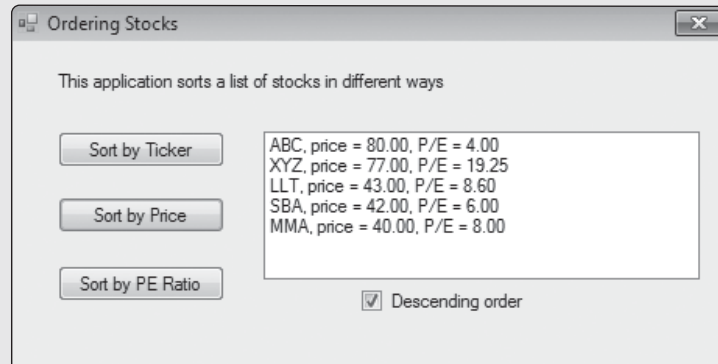 Ordering Stocks
This application sorts a list of stocks in different ways
Sort by Ticker
Sort by Price
Sort by PE Ratio
ABC, price = 80.00, P/E = 4.00
XYZ, price = 77.00, P/E = 19.25
LLT, price = 43.00, P/E = 8.60
SBA, price = 42.00, P/E = 6.00
MMA, price = 40.00, P/E = 8.00
Descending order